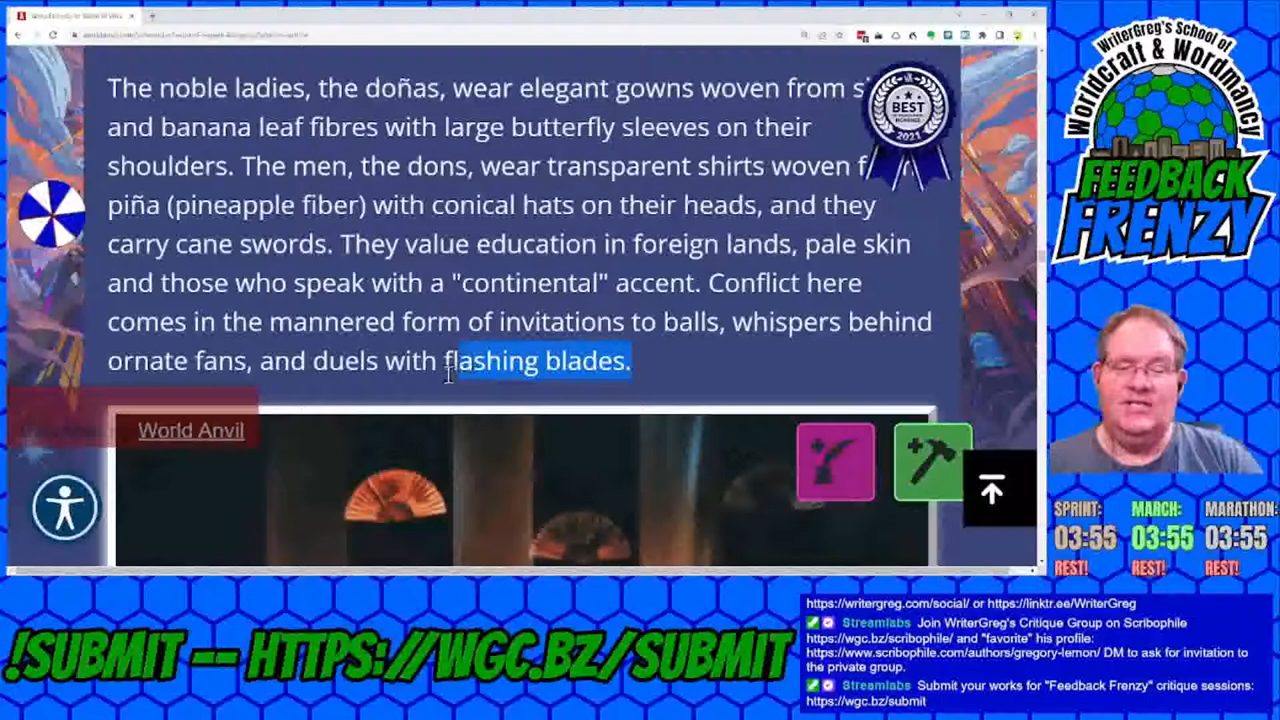 The noble ladies, the doñas, wear elegant gowns woven from
and banana leaf fibres with large butterfly sleeves on their
shoulders. The men, the dons, wear transparent shirts woven
piña (pineapple fiber) with conical hats on their heads, and they
carry cane swords. They value education in foreign lands, pale skin
and those who speak with a "continental" accent. Conflict here
comes in the mannered form of invitations to balls, whispers behind
ornate fans, and duels with flashing blades.
BEST
2021
World Anvil
WriterGreg's School of
Worldcraft & Wordmancy
FEEDBACK
FRENZY
SPRINT:
03:55
REST!
MARCH:
03:55
REST!
MARATHON:
03:55
REST!
!SUBMIT -- HTTPS://WGC.BZ/SUBMIT
https://writergreg.com/social/ or https://linktr.ee/WriterGreg
Streamlabs Join WriterGreg's Critique Group on Scribophile
https://wgc.bz/scribophile/ and "favorite" his profile:
https://www.scribophile.com/authors/gregory-lemon/ DM to ask for invitation to
the private group.
Streamlabs Submit your works for "Feedback Frenzy" critique sessions:
https://wgc.bz/submit